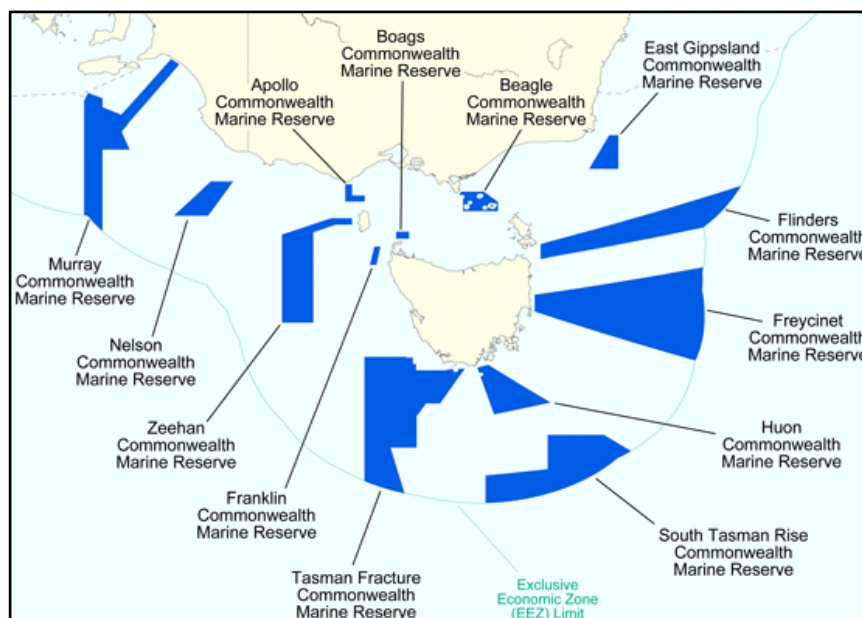 Boags
Commonwealth
Marine Reserve
East Gippsland
Commonwealth
Marine Reserve
Apollo
Commonwealth
Marine Reserve
Beagle
Commonwealth
Marine Reserve
Flinders
Commonwealth
Marine Reserve
Murray
Commonwealth
Marine Reserve
Freycinet
Commonwealth
Marine Reserve
Nelson
Commonwealth
Marine Reserve
Zeehan
Commonwealth
Marine Reserve
Huon
Commonwealth
Marine Reserve
Franklin
Commonwealth
Marine Reserve
South Tasman Rise
Commonwealth
Marine Reserve
Tasman Fracture
Commonwealth
Marine Reserve
Exclusive
Economic Zone
(EEZ) Limit